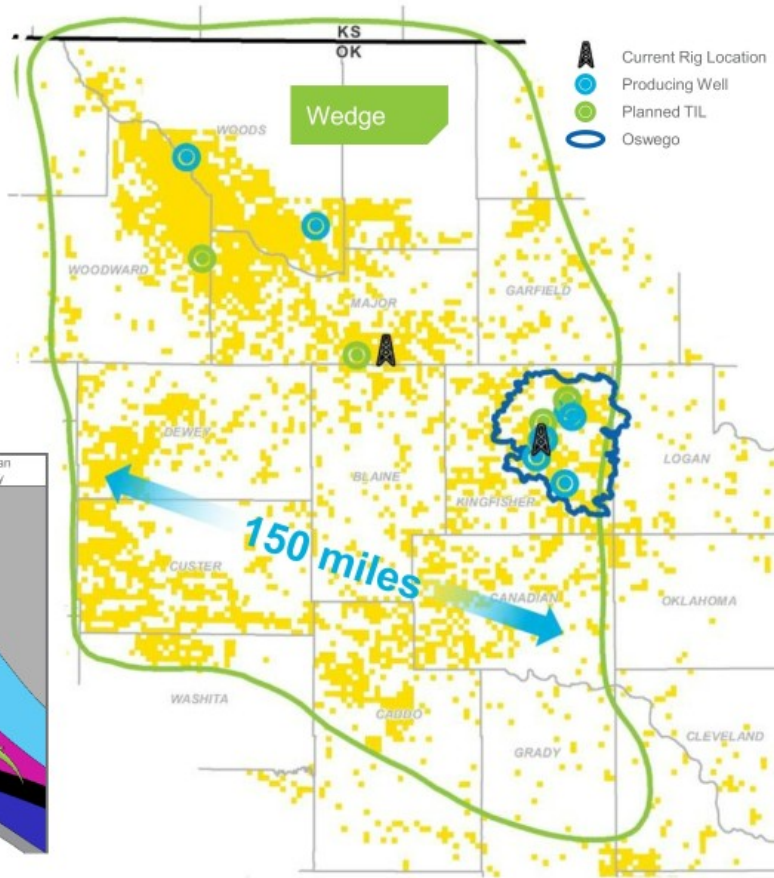 KS
OK
Current Rig Location
Producing Well
Planned TIL
Oswego
Wedge
WOODS
WOODWARD
MAJOR
GARFIELD
DEWEY
BLAINE
KINGFISHER
LOGAN
150 miles
CUSTER
CANADIAN
OKLAHOMA
WASHITA
CADDO
GRADY
CLEVELAND